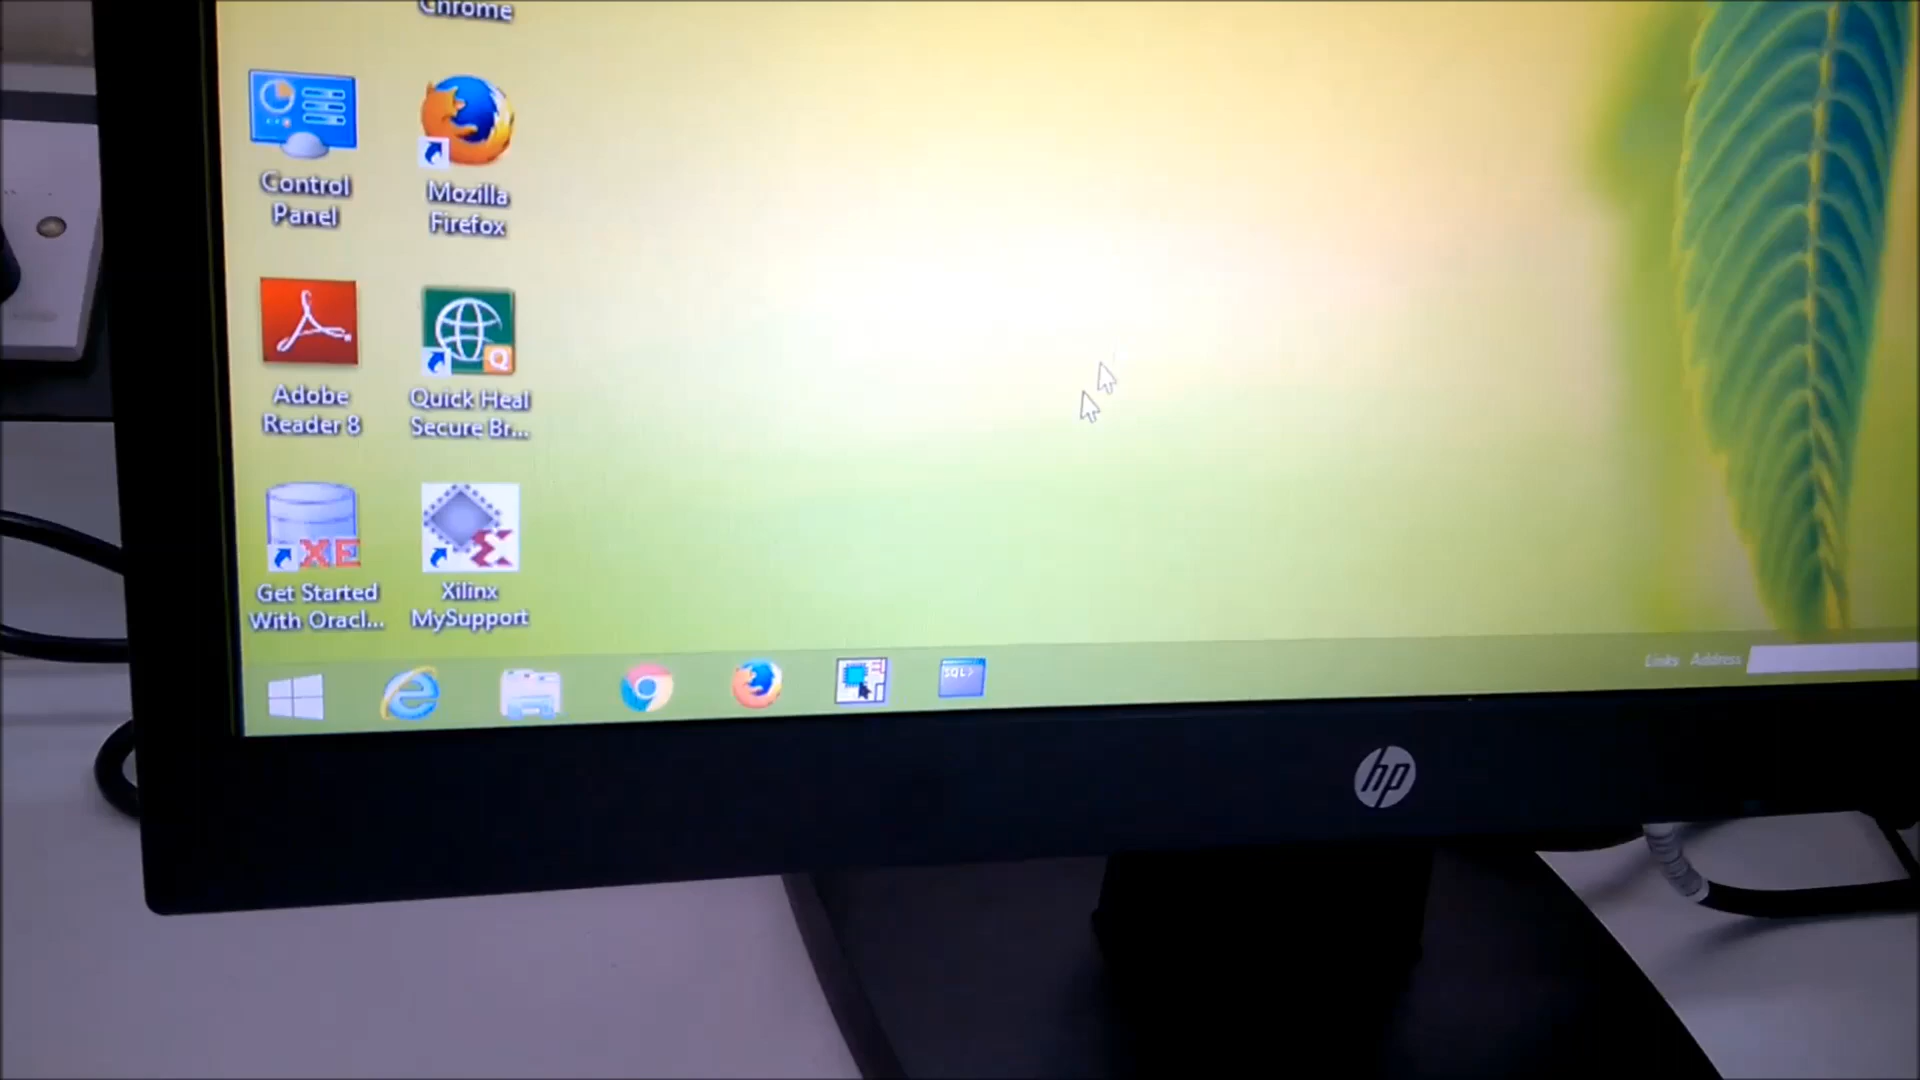 Chrome
Control
Panel
Mozilla
Firefox
Adobe
Reader 8
Quick Heal
Secure Br...
XE
Get Started
With Oracl...
Xilinx
MySupport
SQL>
Links Address
hp